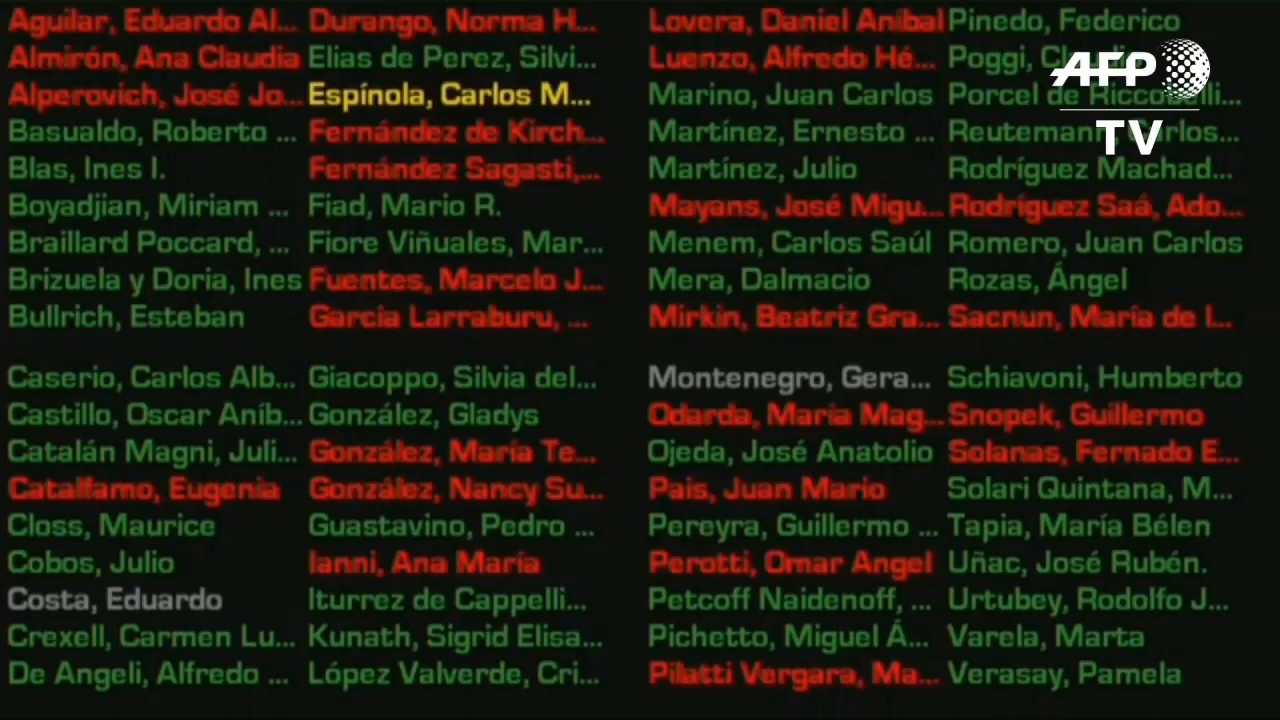 Aguilar, Eduardo Al... Durango, Norma H... Lovera, Daniel Aníbal Pinedo, Federico
Almirón, Ana Claudia Elias de Perez, Silvi... Luenzo, Alfredo Hé... Poggi,
Alperovich, José Jo... Espínola, Carlos M... Marino, Juan Carlos Porcel de
Basualdo, Roberto ... Fernández de Kirch... Martínez, Ernesto ... Reutemann,
Blas, Ines I. Fernández Sagasti,... Martínez, Julio Rodríguez Machad...
Boyadjian, Miriam ... Fiad, Mario R. Mayans, José Migu... Rodríguez Saá, Ado...
Braillard Poccard, ... Fiore Viñuales, Mar... Menem, Carlos Saúl Romero, Juan Carlos
Brizuela y Doria, Ines Fuentes, Marcelo J... Mera, Dalmacio Rozas, Ángel
Bullrich, Esteban García Larraburu, ... Mirkin, Beatriz Gra... Sacnun, María de l...
Caserio, Carlos Alb... Giacoppo, Silvia del... Montenegro, Gera... Schiavoni, Humberto
Castillo, Oscar Aníb... González, Gladys Odarda, María Mag... Snopek, Guillermo
Catalán Magni, Juli... González, María Te... Ojeda, José Anatolio Solanas, Fernado E...
Catalfamo, Eugenia González, Nancy Su... Pais, Juan Mario Solari Quintana, M...
Closs, Maurice Guastavino, Pedro ... Pereyra, Guillermo ... Tapia, María Bélen
Cobos, Julio Ianni, Ana María Perotti, Omar Angel Uñac, José Rubén.
Costa, Eduardo Iturrez de Cappelli... Petcoff Naidenoff, ... Urtubey, Rodolfo J...
Crexell, Carmen Lu... Kunath, Sigrid Elisa... Pichetto, Miguel Á... Varela, Marta
De Angeli, Alfredo ... López Valverde, Cri... Pilatti Vergara, Ma... Verasay, Pamela
AFP
TV